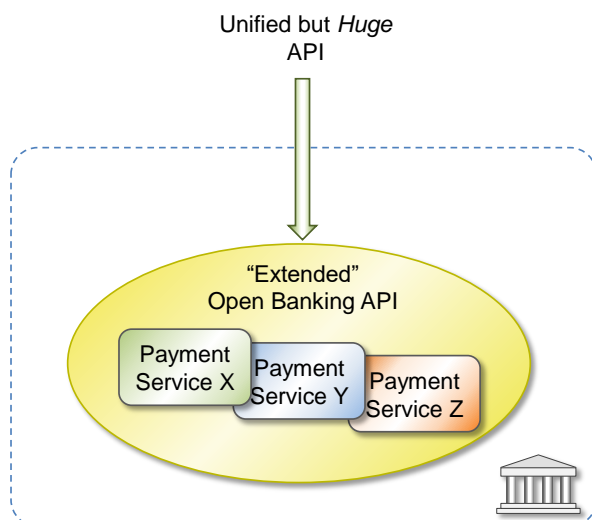 Unified but Huge
API
“Extended”
Open Banking API
Payment
Service X
Payment
Service Y
Payment
Service Z